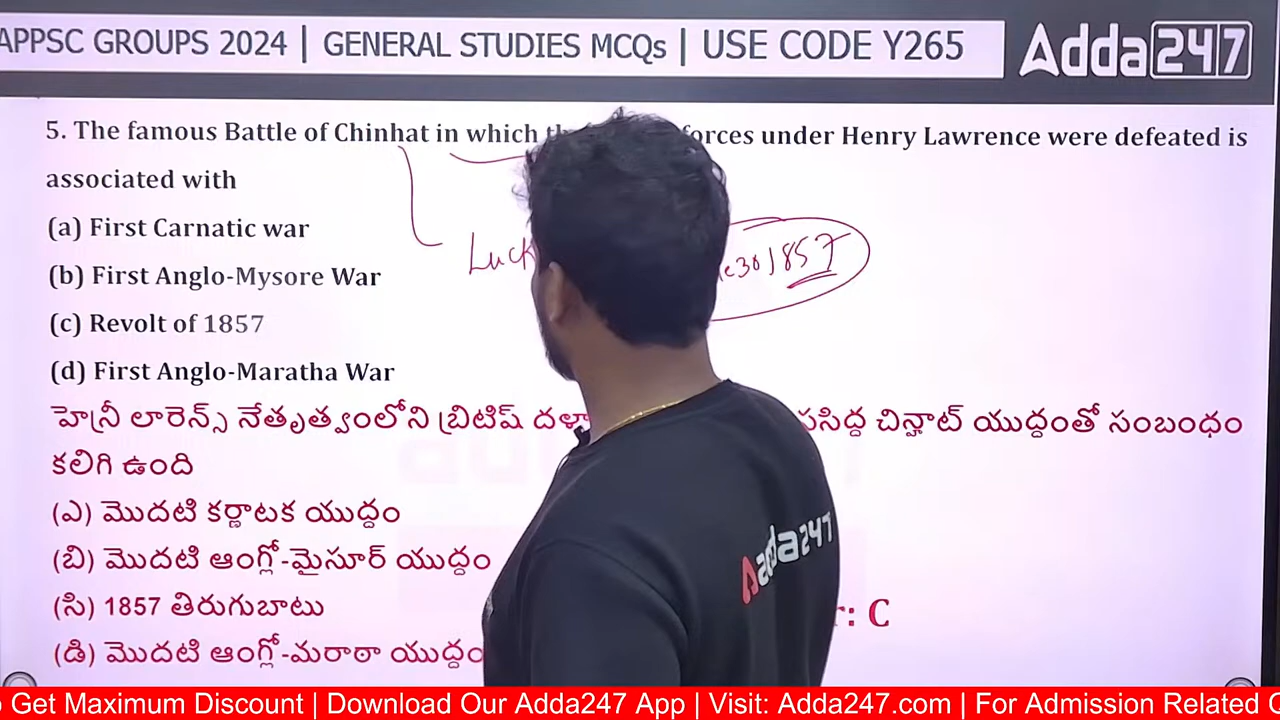 APPSC GROUPS 2024 | GENERAL STUDIES MCQs | USE CODE Y265
Adda247
5. The famous Battle of Chinhat in which forces under Henry Lawrence were defeated is
associated with
(a) First Carnatic war
Luck 30 1857
(b) First Anglo-Mysore War
(c) Revolt of 1857
(d) First Anglo-Maratha War
హెన్రీ లారెన్స్ నేతృత్వంలోని బ్రిటిష్ చిన్హాట్ యుద్ధంతో సంబంధం
కలిగి ఉంది
(ఎ) మొదటి కర్ణాటక యుద్ధం
(బి) మొదటి ఆంగ్లో-మైసూర్ యుద్ధం
(సి) 1857 తిరుగుబాటు
(డి) మొదటి ఆంగ్లో-మరాఠా యుద్ధం
: C
Adda247
Get Maximum Discount | Download Our Adda247 App | Visit: Adda247.com | For Admission Related